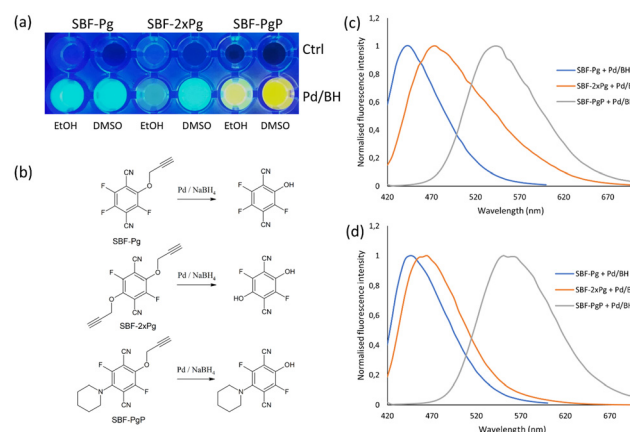 (a)
SBF-Pg SBF-2xPg SBF-PgP
Ctrl
Pd/BH
EtOH DMSO EtOH DMSO EtOH DMSO
(b)
CN
O
F
F
CN
SBF-Pg
Pd / NaBH4
CN
OH
F
F
CN
CN
O
F
F
O
CN
SBF-2xPg
Pd / NaBH4
CN
OH
F
HO
F
CN
CN
O
F
N
F
CN
SBF-PgP
Pd / NaBH4
CN
OH
F
N
F
CN
(c)
Normalised fluorescence intensity
1,2
1
0,8
0,6
0,4
0,2
0
420 470 520 570 620 670
Wavelength (nm)
SBF-Pg + Pd/BH
SBF-2xPg + Pd/B
SBF-PgP + Pd/BH
(d)
Normalised fluorescence intensity
1,2
1
0,8
0,6
0,4
0,2
0
420 470 520 570 620 670
Wavelength (nm)
SBF-Pg + Pd/BH
SBF-2xPg + Pd/B
SBF-PgP + Pd/BH